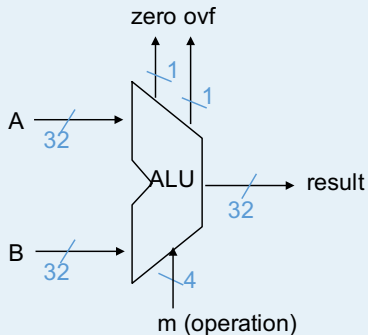 zero ovf
1
1
A
32
ALU
result
32
B
32
4
m (operation)